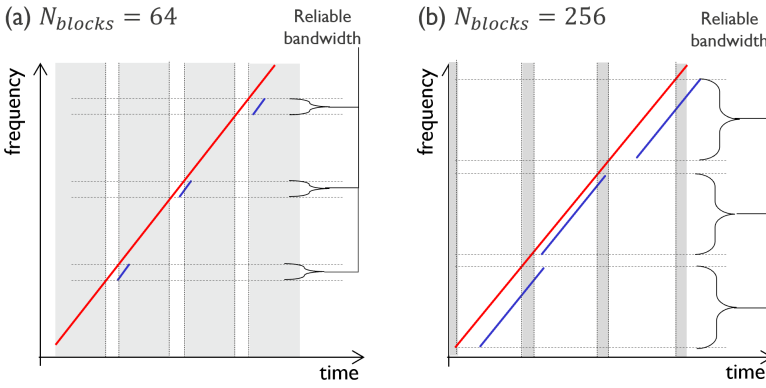 (a) N_blocks = 64
Reliable
bandwidth
frequency
time
(b) N_blocks = 256
Reliable
bandwidth
frequency
time